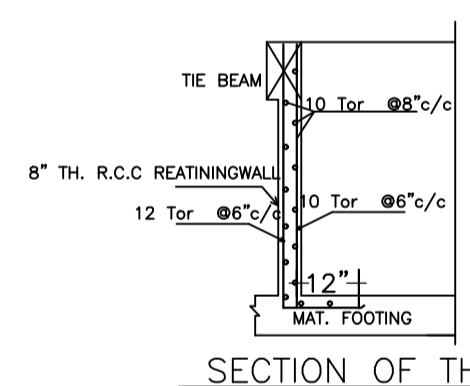 TIE BEAM
10 Tor @8"c/c
8" TH. R.C.C REATININGWALL
10 Tor @6"c/c
12 Tor @6"c/c
12"
MAT. FOOTING
SECTION OF TH